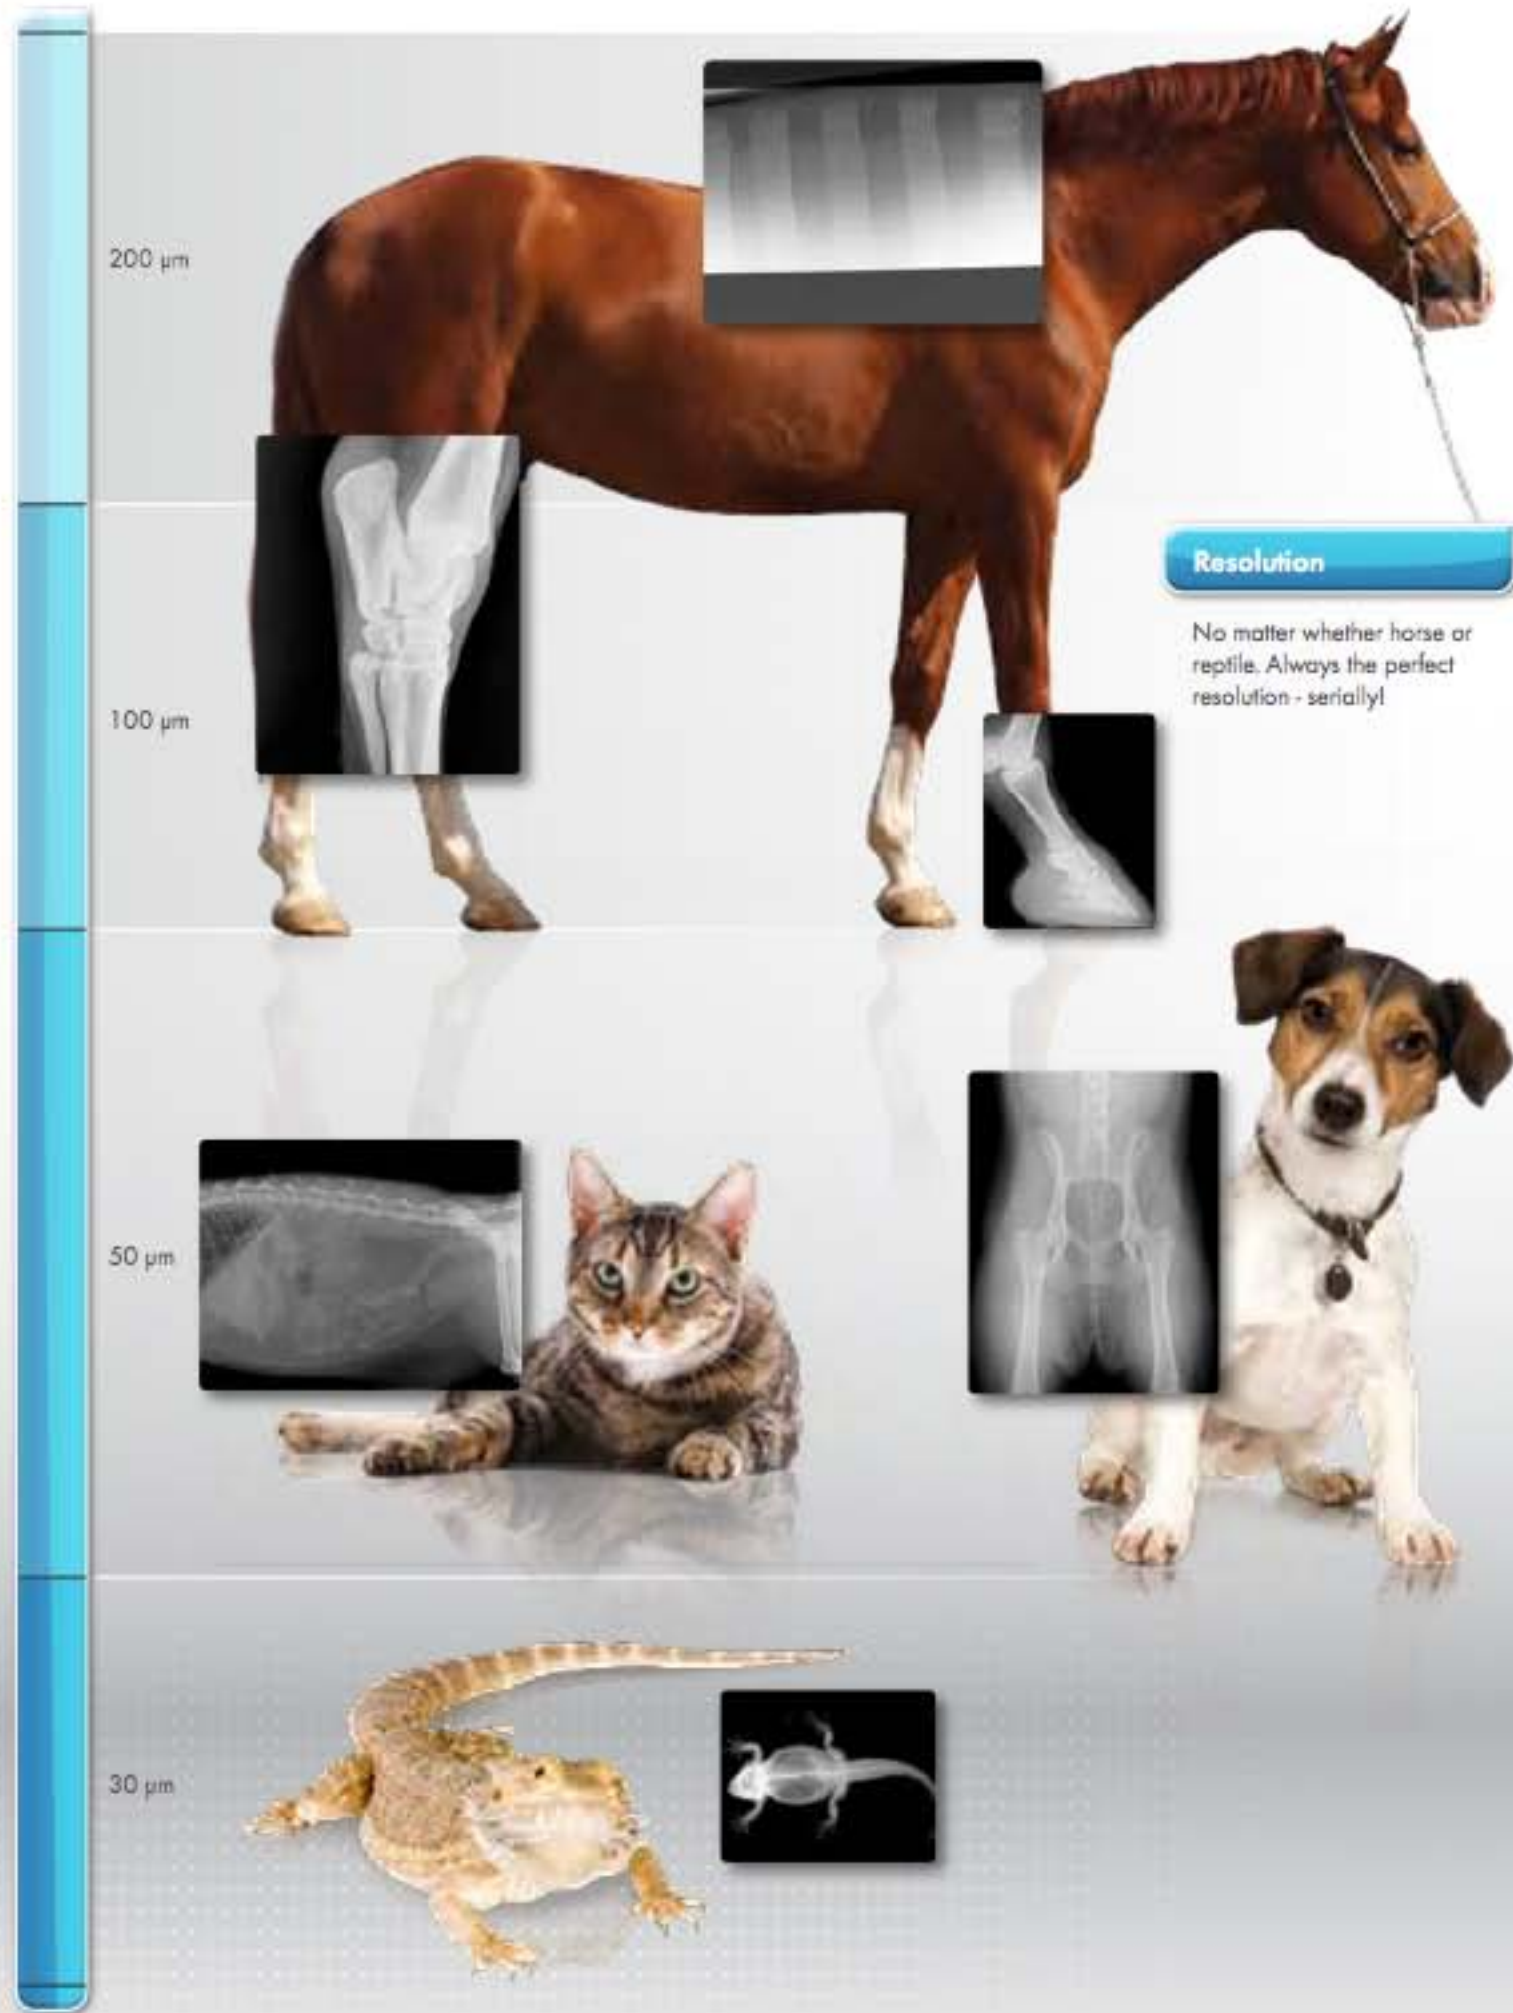 200 µm
100 µm
Resolution
No matter whether horse or
reptile. Always the perfect
resolution - serially!
50 µm
30 µm